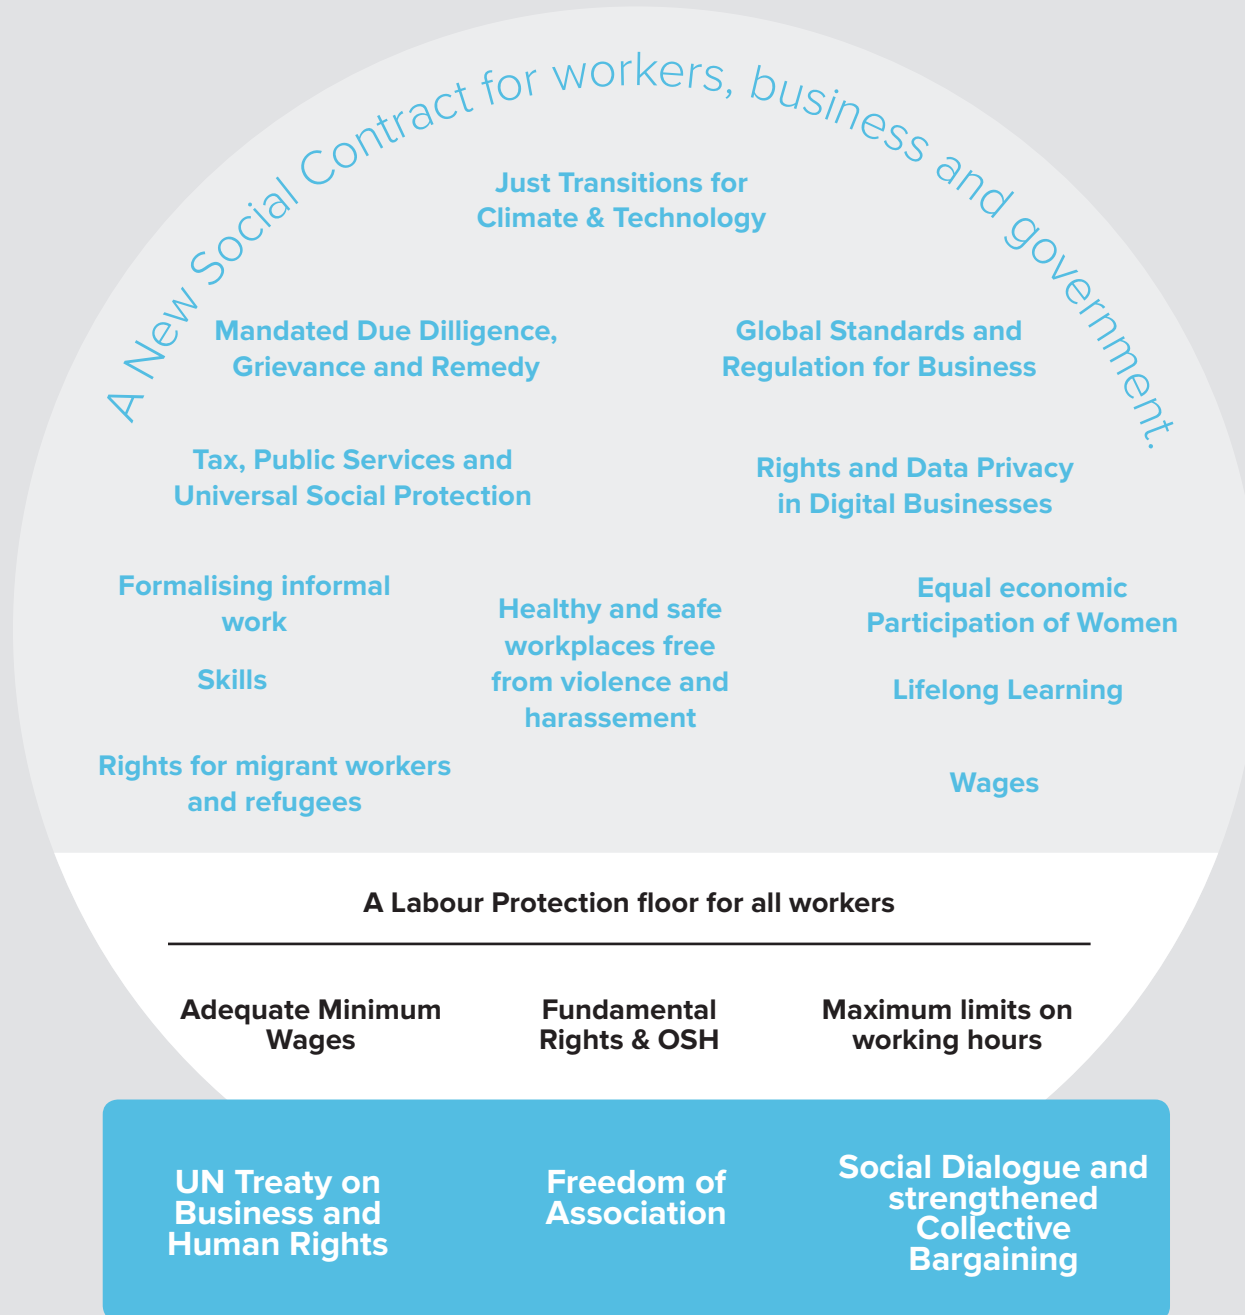 A New Social Contract for workers, business and government.
Just Transitions for
Climate & Technology
Mandated Due Dilligence,
Grievance and Remedy
Global Standards and
Regulation for Business
Tax, Public Services and
Universal Social Protection
Rights and Data Privacy
in Digital Businesses
Formalising informal
work
Healthy and safe
workplaces free
from violence and
harassement
Equal economic
Participation of Women
Skills
Lifelong Learning
Rights for migrant workers
and refugees
Wages
A Labour Protection floor for all workers
Adequate Minimum
Wages
Fundamental
Rights & OSH
Maximum limits on
working hours
UN Treaty on
Business and
Human Rights
Freedom of
Association
Social Dialogue and
strengthened
Collective
Bargaining